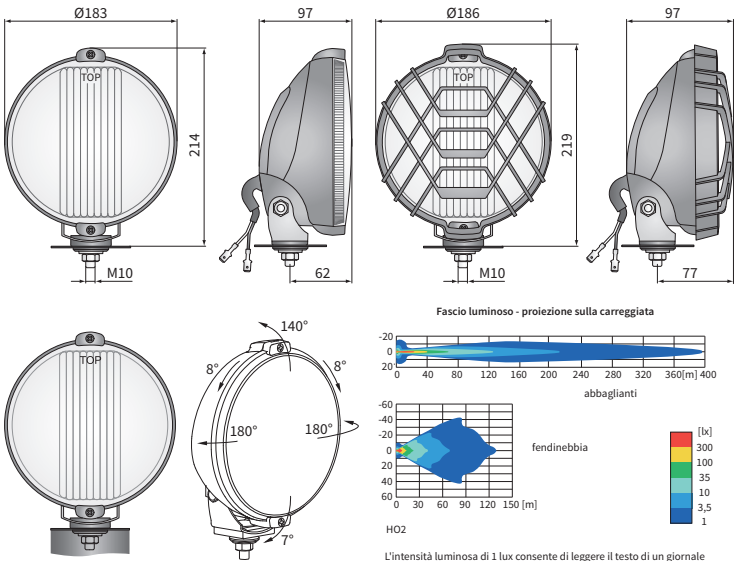 Ø183
97
Ø186
97
TOP
214
M10
62
TOP
219
M10
77
TOP
140°
8°
8°
180°
180°
7°
Fascio luminoso - proiezione sulla carreggiata
-20
0
20
0 40 80 120 160 200 240 280 320 360[m] 400
abbaglianti
-60
-40
-20
0
20
40
60
0 30 60 90 120 150 [m]
fendinebbia
[lx]
300
100
35
10
3,5
1
HO2
L'intensità luminosa di 1 lux consente di leggere il testo di un giornale